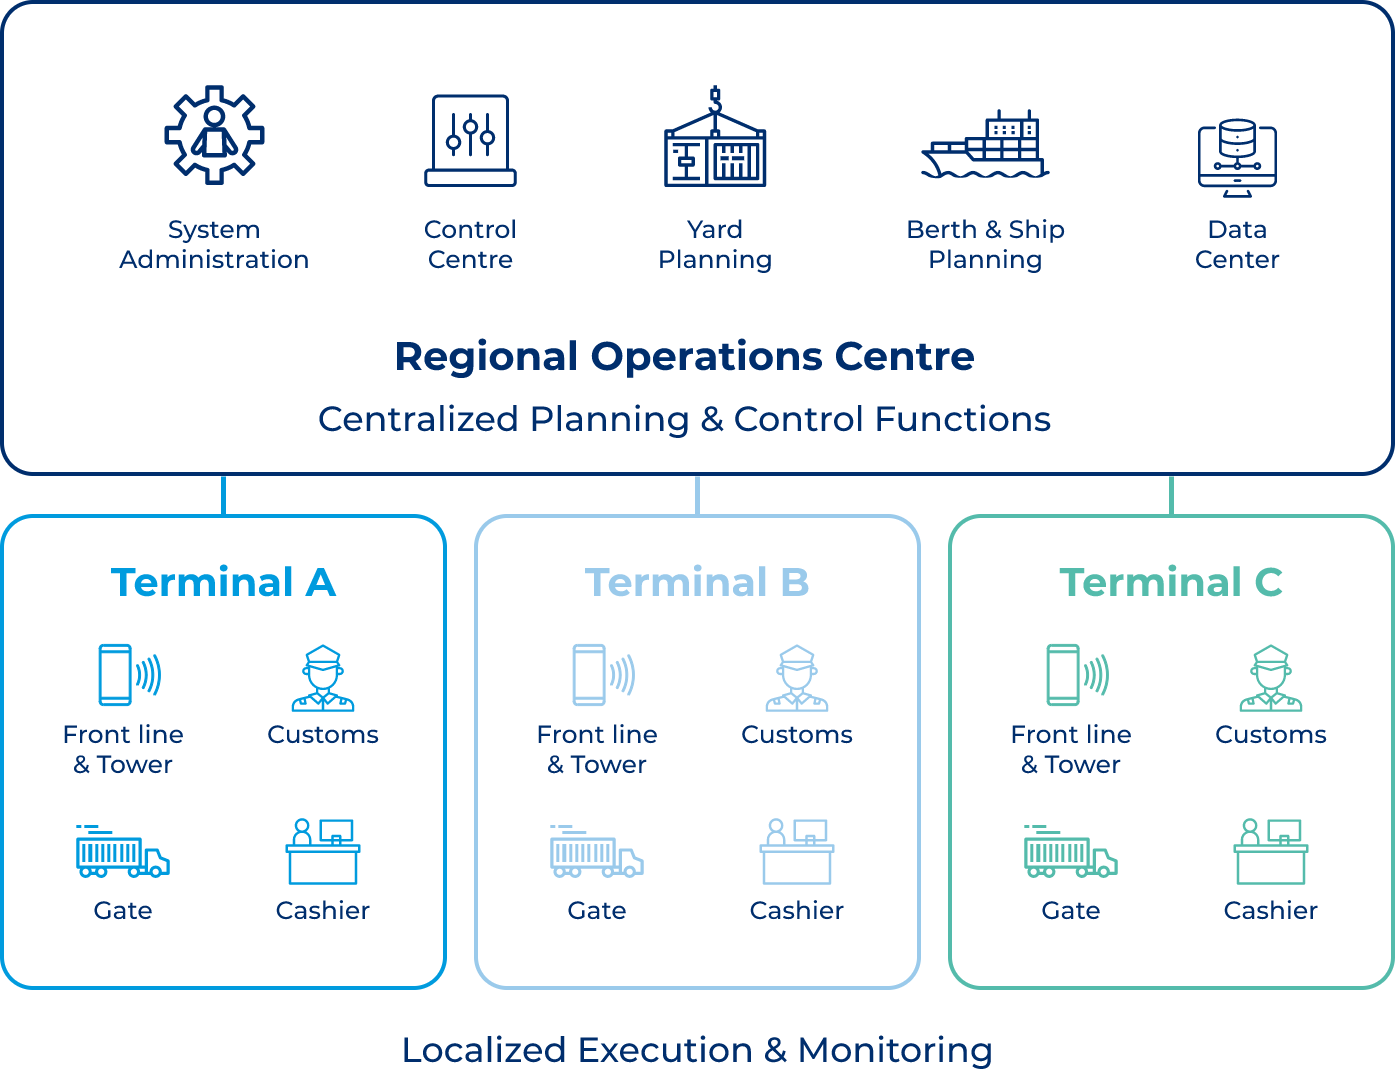 System
Administration
Control
Centre
Yard
Planning
Berth & Ship
Planning
Data
Center
Regional Operations Centre
Centralized Planning & Control Functions
Terminal A
Front line
& Tower
Customs
Gate
Cashier
Terminal B
Front line
& Tower
Customs
Gate
Cashier
Terminal C
Front line
& Tower
Customs
Gate
Cashier
Localized Execution & Monitoring